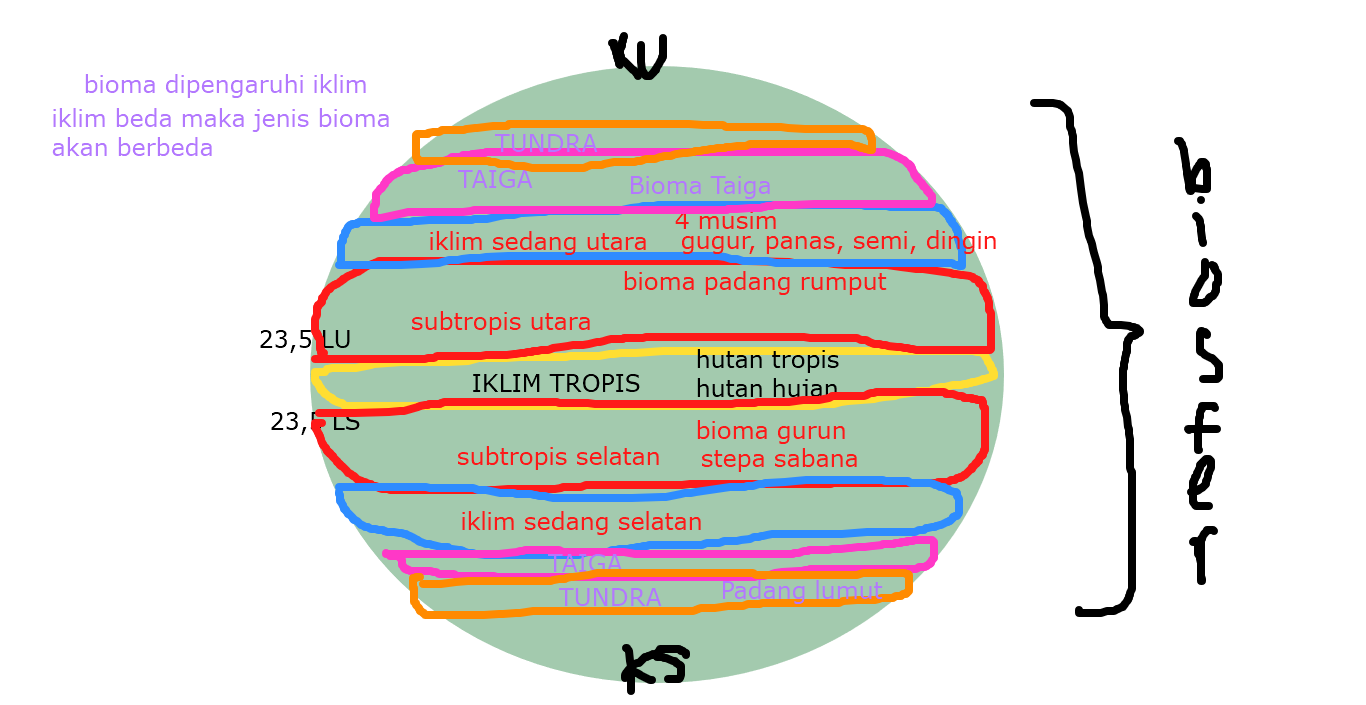 KU
bioma dipengaruhi iklim
iklim beda maka jenis bioma
akan berbeda
TUNDRA
TAIGA
Bioma Taiga
4 musim
iklim sedang utara
gugur, panas, semi, dingin
bioma padang rumput
subtropis utara
23,5 LU
hutan tropis
IKLIM TROPIS
hutan hujan
23,5 LS
bioma gurun
subtropis selatan
stepa sabana
iklim sedang selatan
TAIGA
TUNDRA
Padang lumut
KS
biosfer